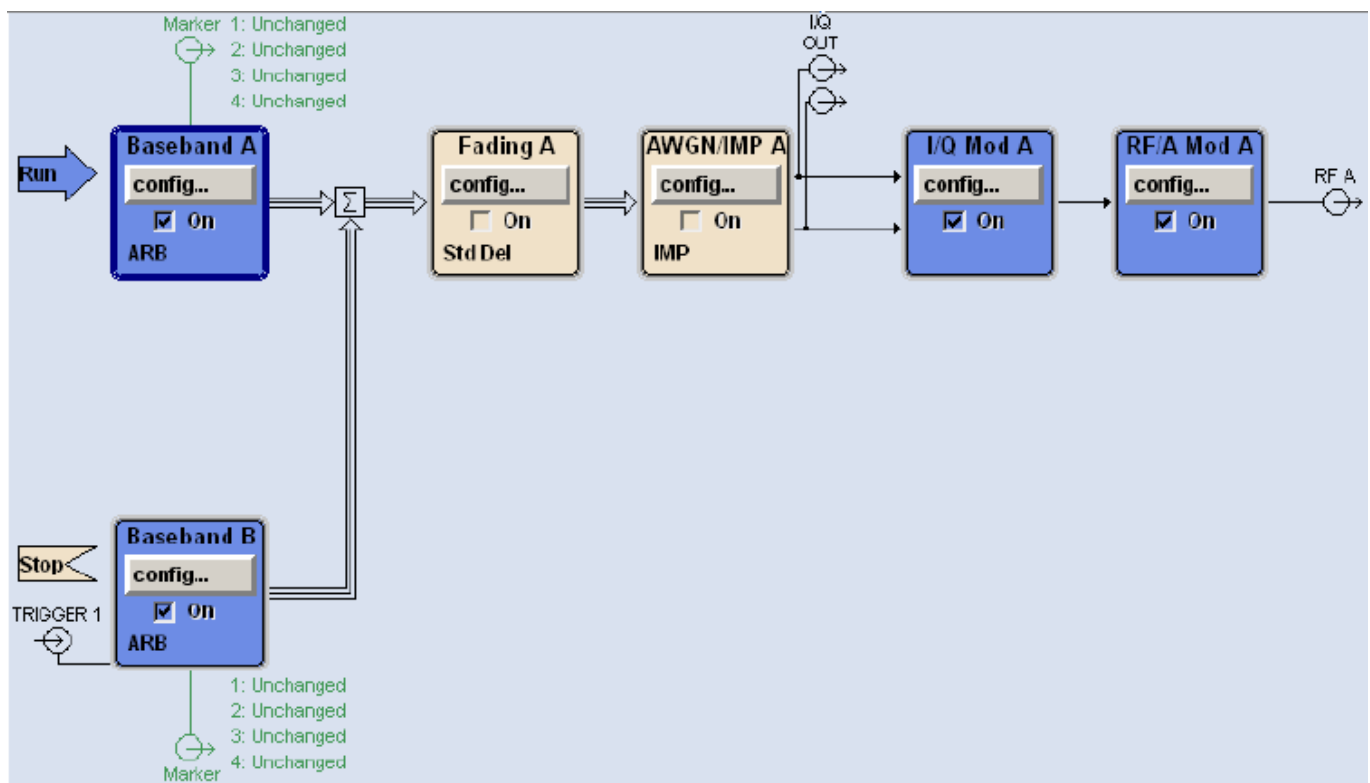 Marker 1: Unchanged
2: Unchanged
3: Unchanged
4: Unchanged
I/Q
OUT
Run
Baseband A
config...
On
ARB
Σ
Fading A
config...
On
Std Del
AWGN/IMP A
config...
On
IMP
I/Q Mod A
config...
On
RF/A Mod A
config...
On
RF A
Stop
TRIGGER 1
Baseband B
config...
On
ARB
1: Unchanged
2: Unchanged
3: Unchanged
Marker 4: Unchanged